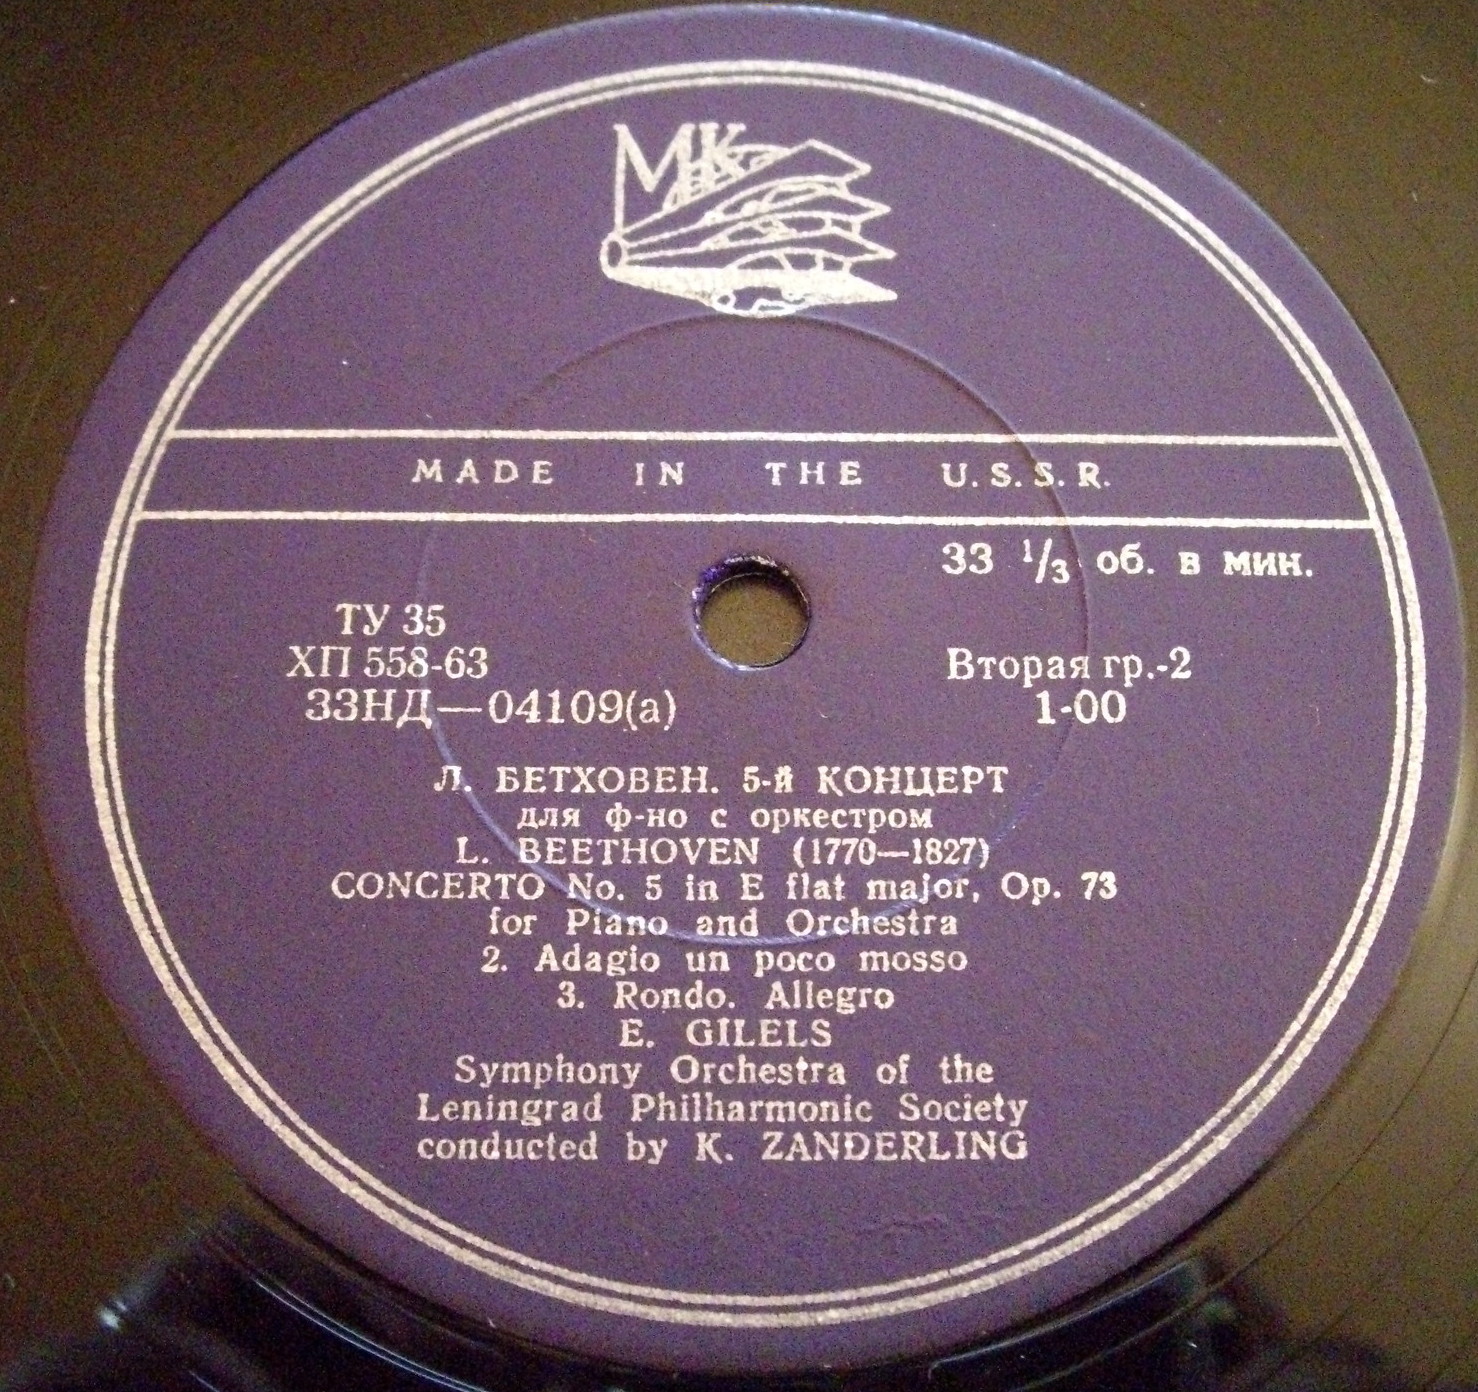 МК
MADE IN THE U.S.S.R.
33 1/3 об. в мин.
ТУ 35
ХП 558-63
Вторая гр.-2
33НД—04109(а)
1-00
Л. БЕТХОВЕН. 5-й КОНЦЕРТ
для ф-но с оркестром
L. BEETHOVEN (1770—1827)
CONCERTO No. 5 in E flat major, Op. 73
for Piano and Orchestra
2. Adagio un poco mosso
3. Rondo. Allegro
E. GILELS
Symphony Orchestra of the
Leningrad Philharmonic Society
conducted by K. ZANDERLING